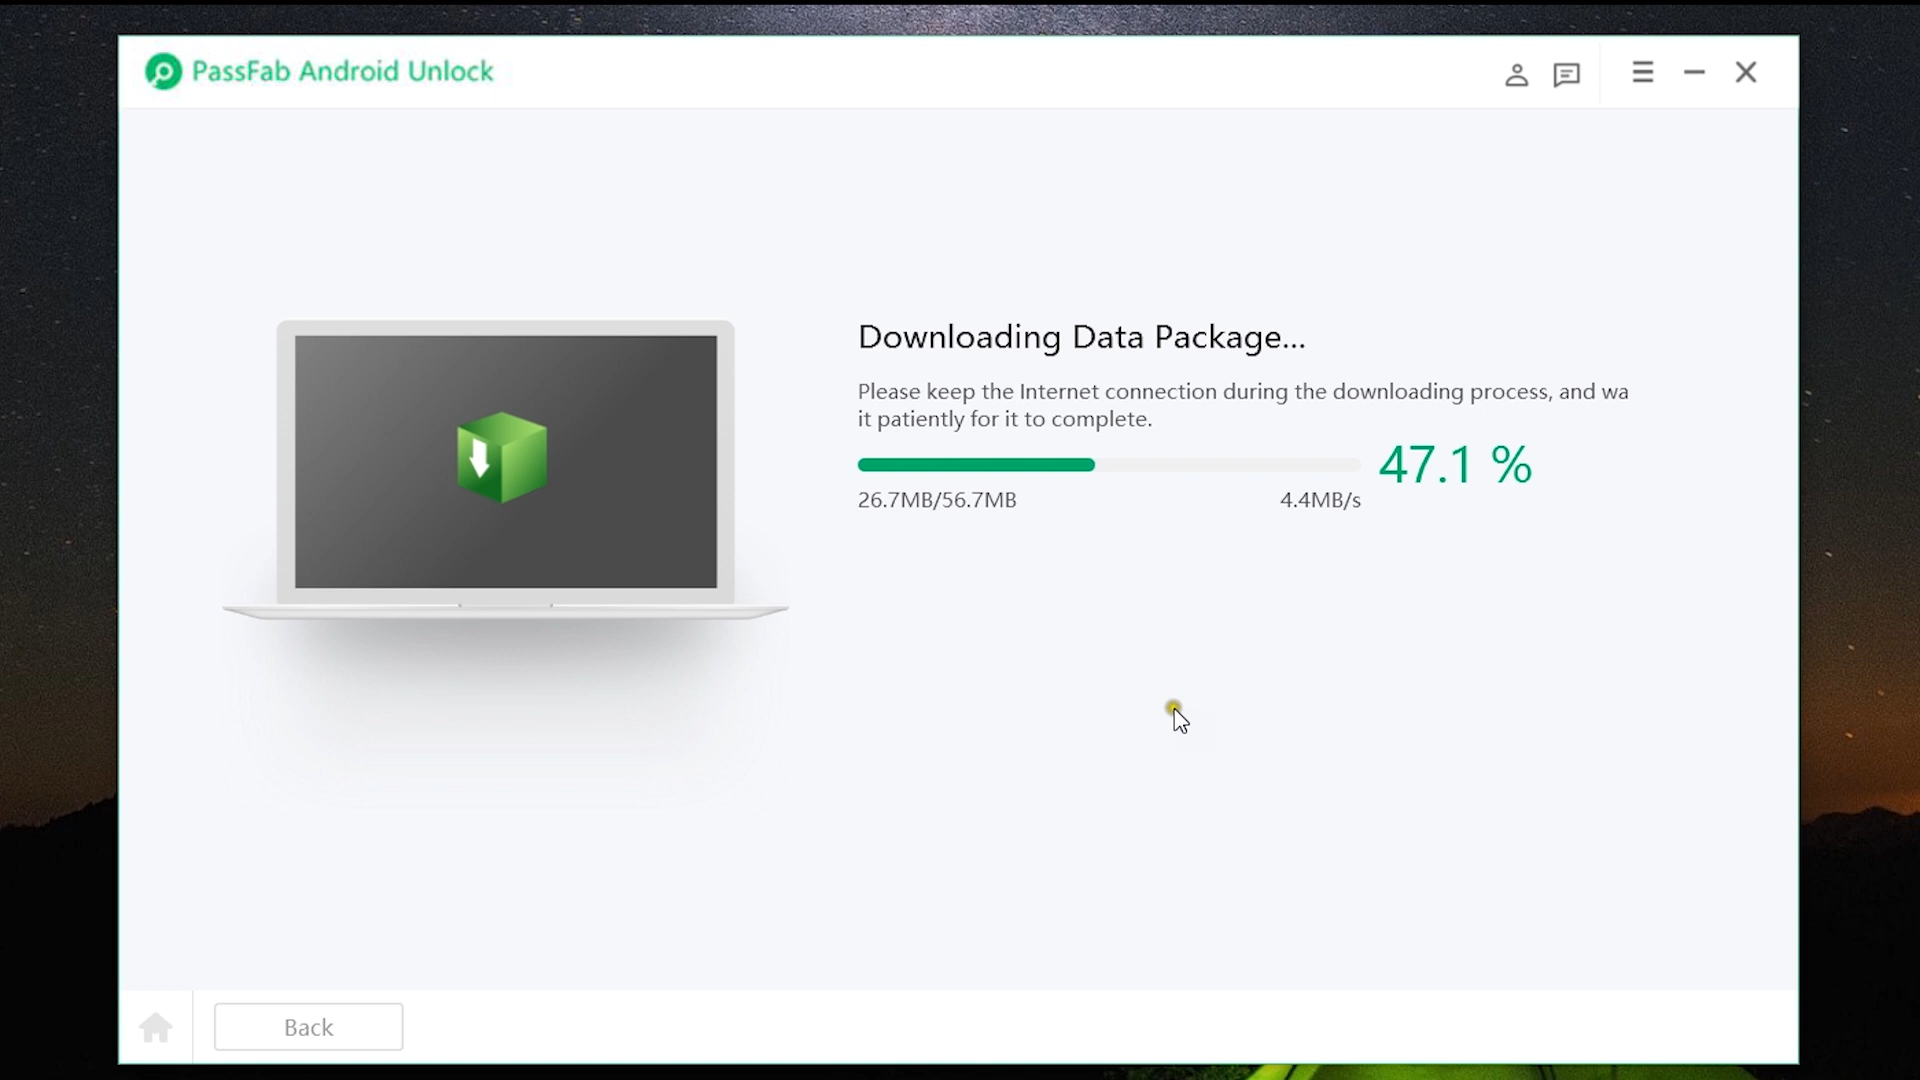 PassFab Android Unlock
Downloading Data Package...
Please keep the Internet connection during the downloading process, and wa
it patiently for it to complete.
47.1 %
26.7MB/56.7MB
4.4MB/s
Back